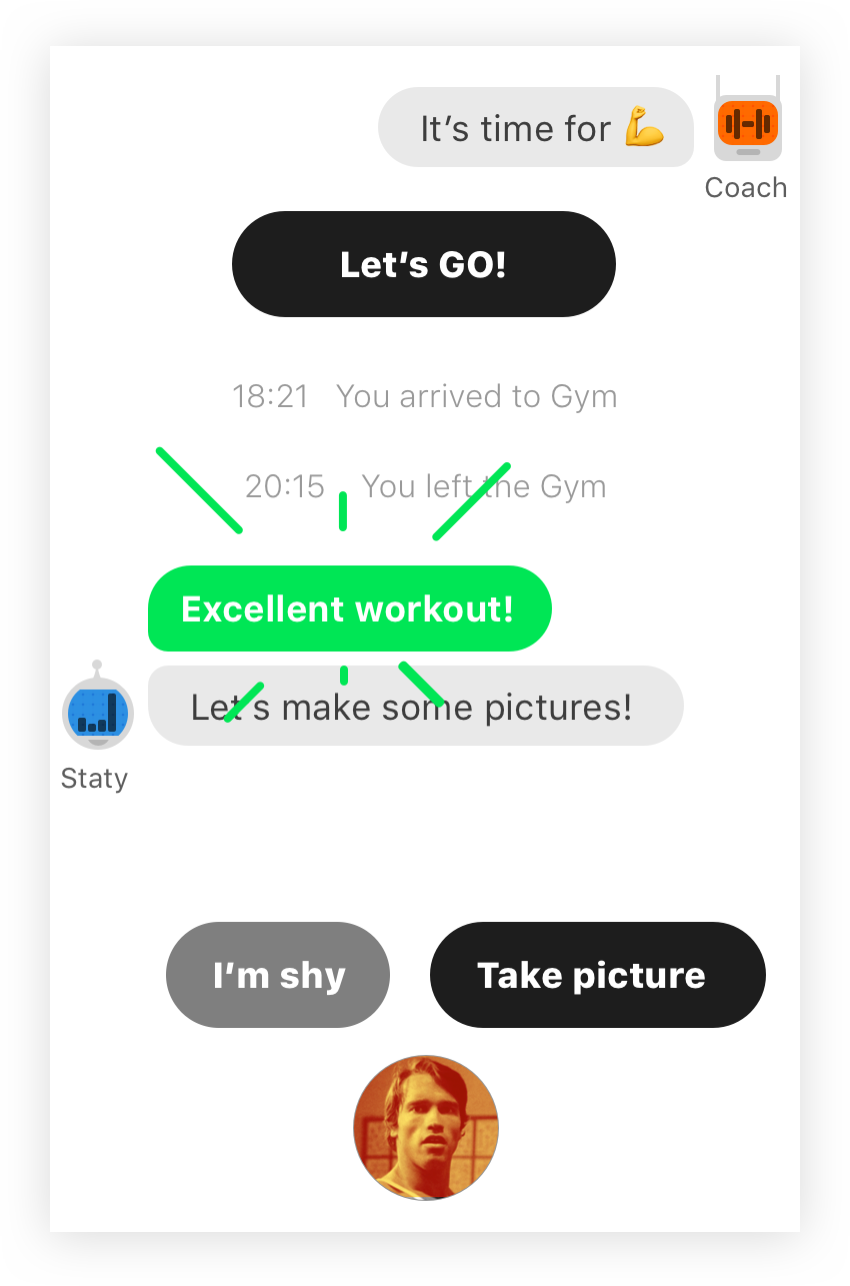 It’s time for 💪
Coach
Let’s GO!
18:21 You arrived to Gym
20:15 You left the Gym
Excellent workout!
Let’s make some pictures!
Staty
I’m shy
Take picture